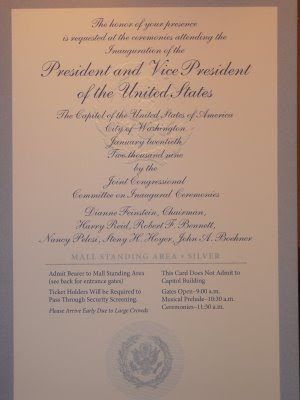 The honor of your presence
is requested at the ceremonies attending the
Inauguration of the
President and Vice President
of the United States
The Capitol of the United States of America
City of Washington
January twentieth
Two thousand nine
by the
Joint Congressional
Committee on Inaugural Ceremonies
Dianne Feinstein, Chairman,
Harry Reid, Robert F. Bennett,
Nancy Pelosi, Steny H. Hoyer, John A. Boehner
MALL STANDING AREA • SILVER
Admit Bearer to Mall Standing Area
(see back for entrance gates)
Ticket Holders Will be Required to
Pass Through Security Screening.
Please Arrive Early Due to Large Crowds
This Card Does Not Admit to
Capitol Building
Gates Open–9:00 a.m.
Musical Prelude–10:30 a.m.
Ceremonies–11:30 a.m.